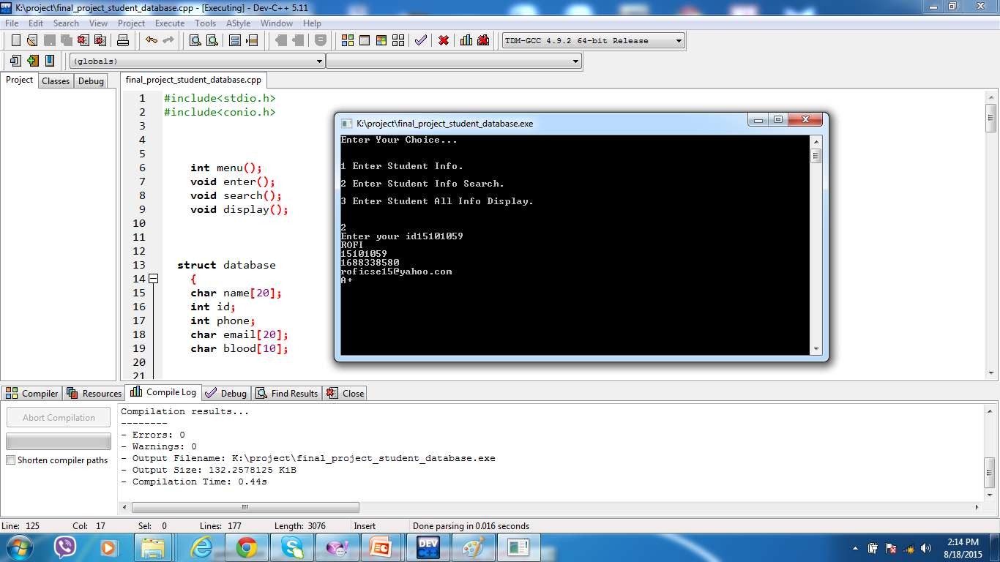 K:\project\final_project_student_database.cpp - [Executing] - Dev-C++ 5.11
File Edit Search View Project Execute Tools AStyle Window Help
TDM-GCC 4.9.2 64-bit Release
(globals)
Project Classes Debug
final_project_student_database.cpp
1 #include<stdio.h>
2 #include<conio.h>
3
4
5
6 int menu();
7 void enter();
8 void search();
9 void display();
10
11
12
13 struct database
14 {
15 char name[20];
16 int id;
17 int phone;
18 char email[20];
19 char blood[10];
20
21
K:\project\final_project_student_database.exe
Enter Your Choice...
1 Enter Student Info.
2 Enter Student Info Search.
3 Enter Student All Info Display.
2
Enter your id15101059
ROFI
15101059
1688338580
roficse15@yahoo.com
A+
Compiler Resources Compile Log Debug Find Results Close
Abort Compilation
Shorten compiler paths
Compilation results...
--------
- Errors: 0
- Warnings: 0
- Output Filename: K:\project\final_project_student_database.exe
- Output Size: 132.2578125 KiB
- Compilation Time: 0.44s
Line: 125 Col: 17 Sel: 0 Lines: 177 Length: 3076 Insert Done parsing in 0.016 seconds
DEV C++
2:14 PM
8/18/2015